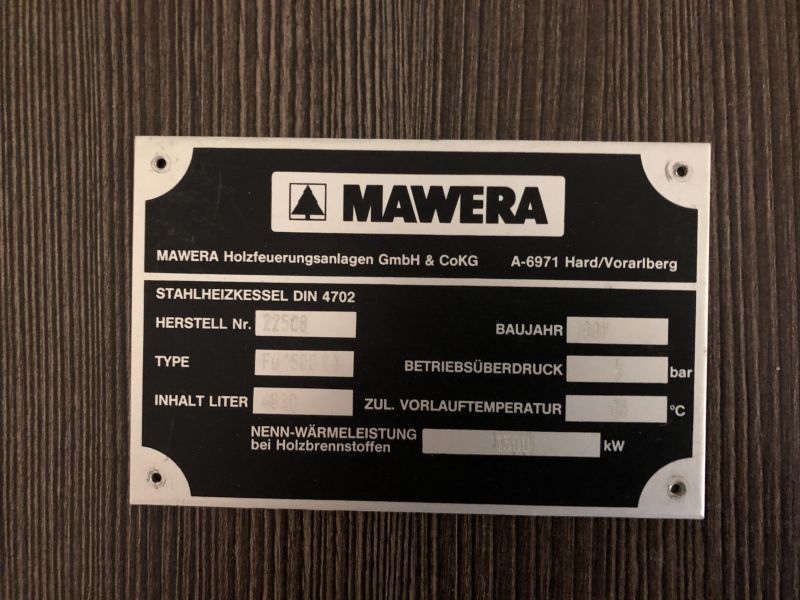 MAWERA
MAWERA Holzfeuerungsanlagen GmbH & CoKG A-6971 Hard/Vorarlberg
STAHLHEIZKESSEL DIN 4702
HERSTELL Nr. 22508 BAUJAHR
TYPE BETRIEBSÜBERDRUCK bar
INHALT LITER ZUL. VORLAUFTEMPERATUR °C
NENN-WÄRMELEISTUNG
bei Holzbrennstoffen 1300 kW